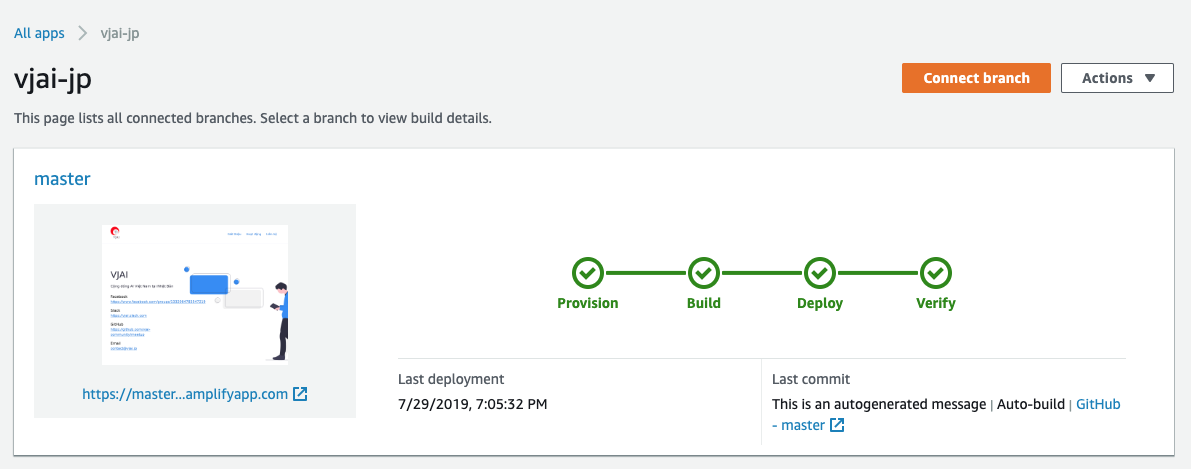 All apps > vjai-jp
vjai-jp
Connect branch
Actions
This page lists all connected branches. Select a branch to view build details.
master
VJAI
Facebook
Slack
GitHub
Email
https://master...amplifyapp.com
Provision
Build
Deploy
Verify
Last deployment
7/29/2019, 7:05:32 PM
Last commit
This is an autogenerated message | Auto-build | GitHub
- master